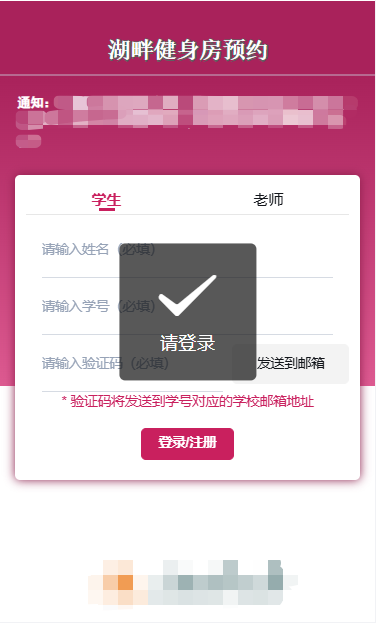 湖畔健身房预约
通知：
学生 老师
请输入姓名（必填）
请输入学号（必填）
请登录
请输入验证码（必填） 发送到邮箱
* 验证码将发送到学号对应的学校邮箱地址
登录/注册